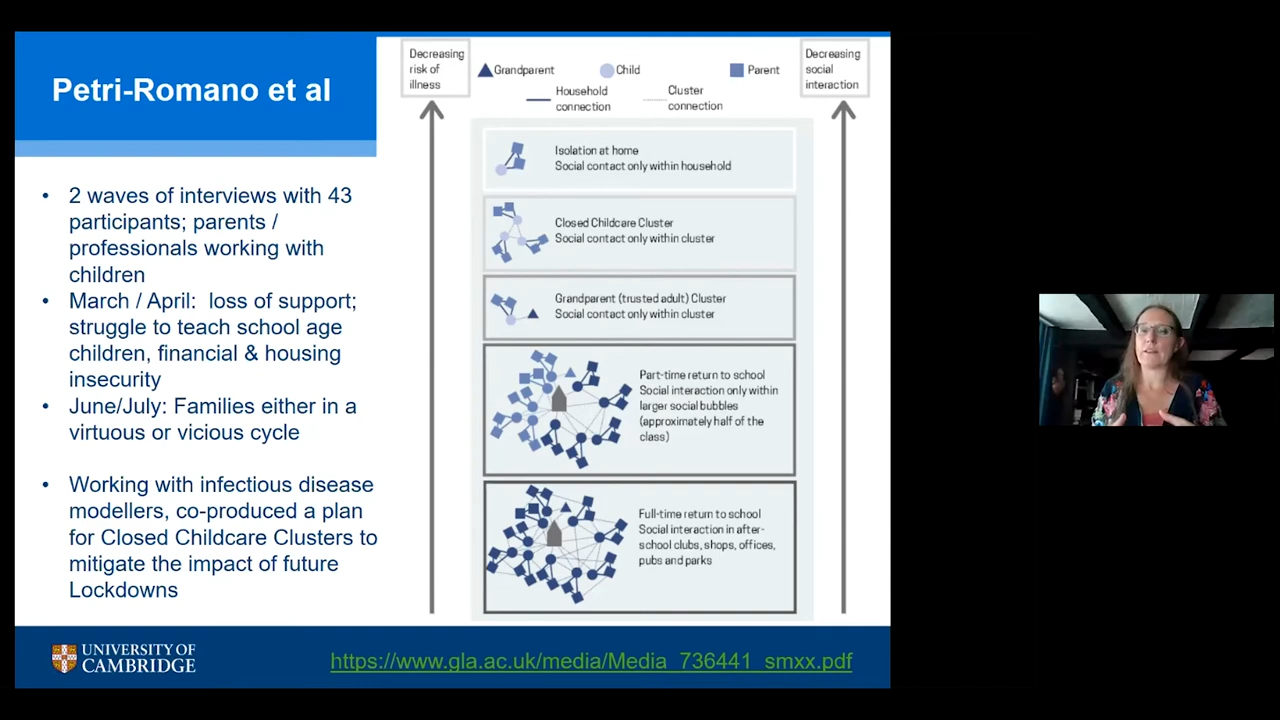 Petri-Romano et al
• 2 waves of interviews with 43
participants; parents /
professionals working with
children
• March / April: loss of support;
struggle to teach school age
children, financial & housing
insecurity
• June/July: Families either in a
virtuous or vicious cycle
• Working with infectious disease
modellers, co-produced a plan
for Closed Childcare Clusters to
mitigate the impact of future
Lockdowns
Decreasing
risk of
illness
Grandparent
Child
Parent
Household
connection
Cluster
connection
Decreasing
social
interaction
Isolation at home
Social contact only within household
Closed Childcare Cluster
Social contact only within cluster
Grandparent (trusted adult) Cluster
Social contact only within cluster
Part-time return to school
Social interaction only within
larger social bubbles
(approximately half of the
class)
Full-time return to school
Social interaction in after-
school clubs, shops, offices,
pubs and parks
UNIVERSITY OF
CAMBRIDGE
https://www.gla.ac.uk/media/Media_736441_smxx.pdf